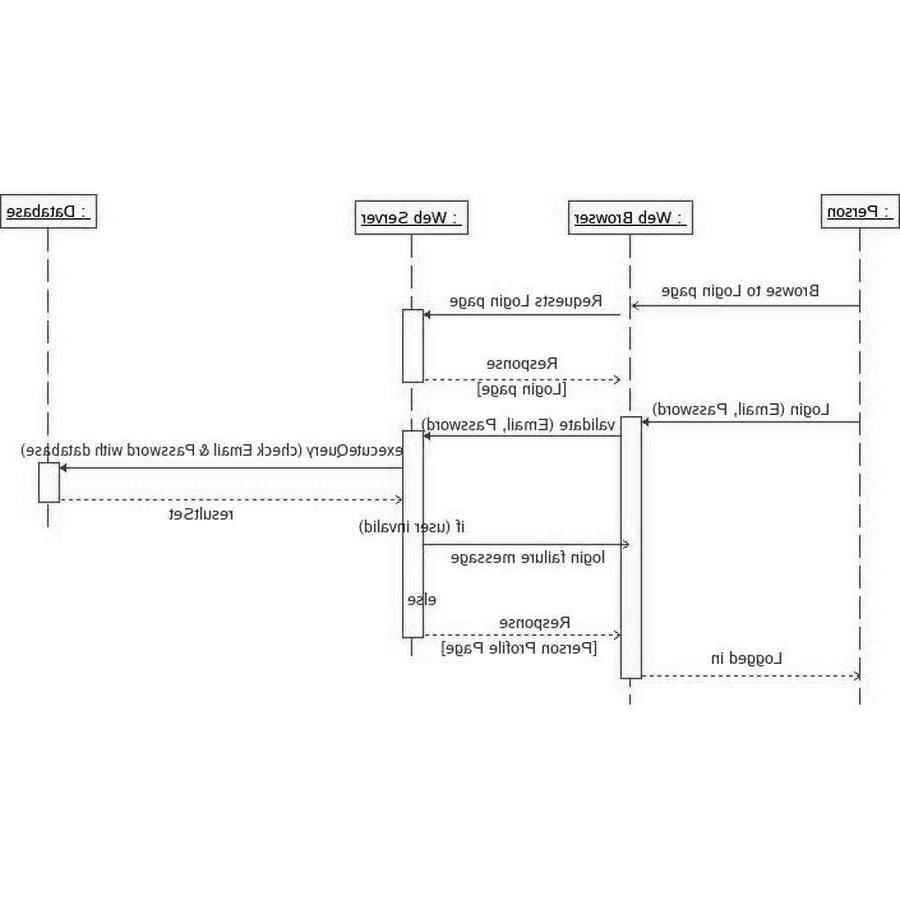 : Person
: Web Browser
: Web Server
: Database
Browse to Login page
Requests Login page
Response
[Login page]
Login (Email, Password)
validate (Email, Password)
executeQuery (check Email & Password with database)
resultSet
if (user invalid)
login failure message
else
Response
[Person Profile Page]
Logged in